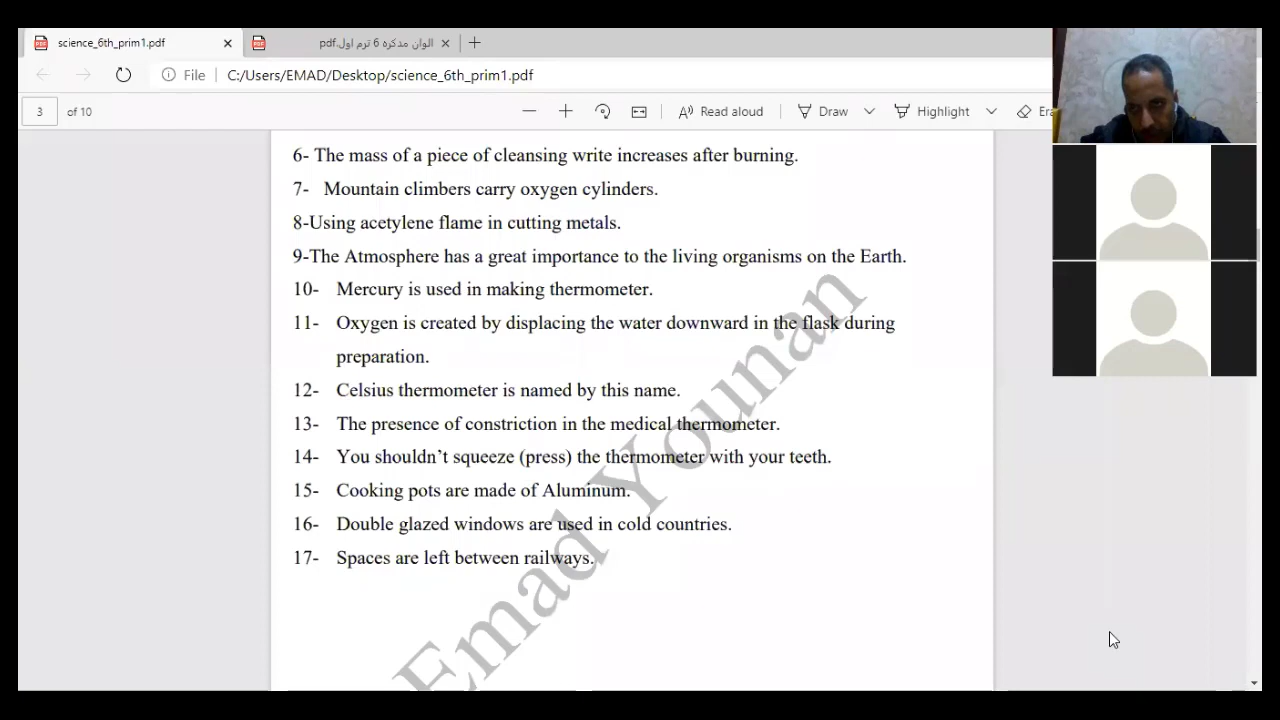 science_6th_prim1.pdf
الوان مدكره 6 ترم اول.pdf
File
C:/Users/EMAD/Desktop/science_6th_prim1.pdf
3 of 10
Read aloud
Draw
Highlight
6- The mass of a piece of cleansing write increases after burning.
7- Mountain climbers carry oxygen cylinders.
8-Using acetylene flame in cutting metals.
9-The Atmosphere has a great importance to the living organisms on the Earth.
10- Mercury is used in making thermometer.
11- Oxygen is created by displacing the water downward in the flask during
preparation.
12- Celsius thermometer is named by this name.
13- The presence of constriction in the medical thermometer.
14- You shouldn’t squeeze (press) the thermometer with your teeth.
15- Cooking pots are made of Aluminum.
16- Double glazed windows are used in cold countries.
17- Spaces are left between railways.
Emad Younan